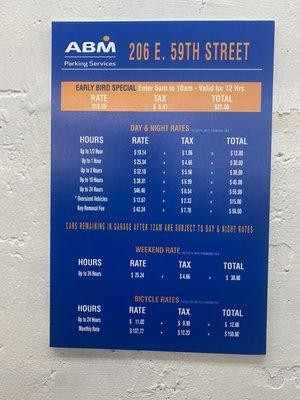 ABM
Parking Services
206 E. 59TH STREET
EARLY BIRD SPECIAL Enter 6am to 10am - Valid for 12 Hrs.
RATE TAX TOTAL
$18.59 $ 3.41 $22.00
DAY & NIGHT RATES
HOURS RATE TAX TOTAL
Up to 1/2 Hour $10.14 + $1.86 = $12.00
Up to 1 Hour $25.34 + $4.66 = $30.00
Up to 2 Hours $32.10 + $5.90 = $38.00
Up to 10 Hours $38.01 + $6.99 = $45.00
Up to 24 Hours $46.46 + $8.54 = $55.00
*Oversized Vehicles $12.67 + $2.33 = $15.00
Key Removal Fee $42.24 + $7.76 = $50.00
CARS REMAINING IN GARAGE AFTER 12AM ARE SUBJECT TO DAY & NIGHT RATES
WEEKEND RATE
HOURS RATE TAX TOTAL
Up to 24 Hours $ 25.34 + $ 4.66 = $ 30.00
BICYCLE RATES
HOURS RATE TAX TOTAL
Up to 24 Hours $ 11.02 + $ 0.98 = $ 12.00
Monthly Rate $137.77 + $12.23 = $150.00